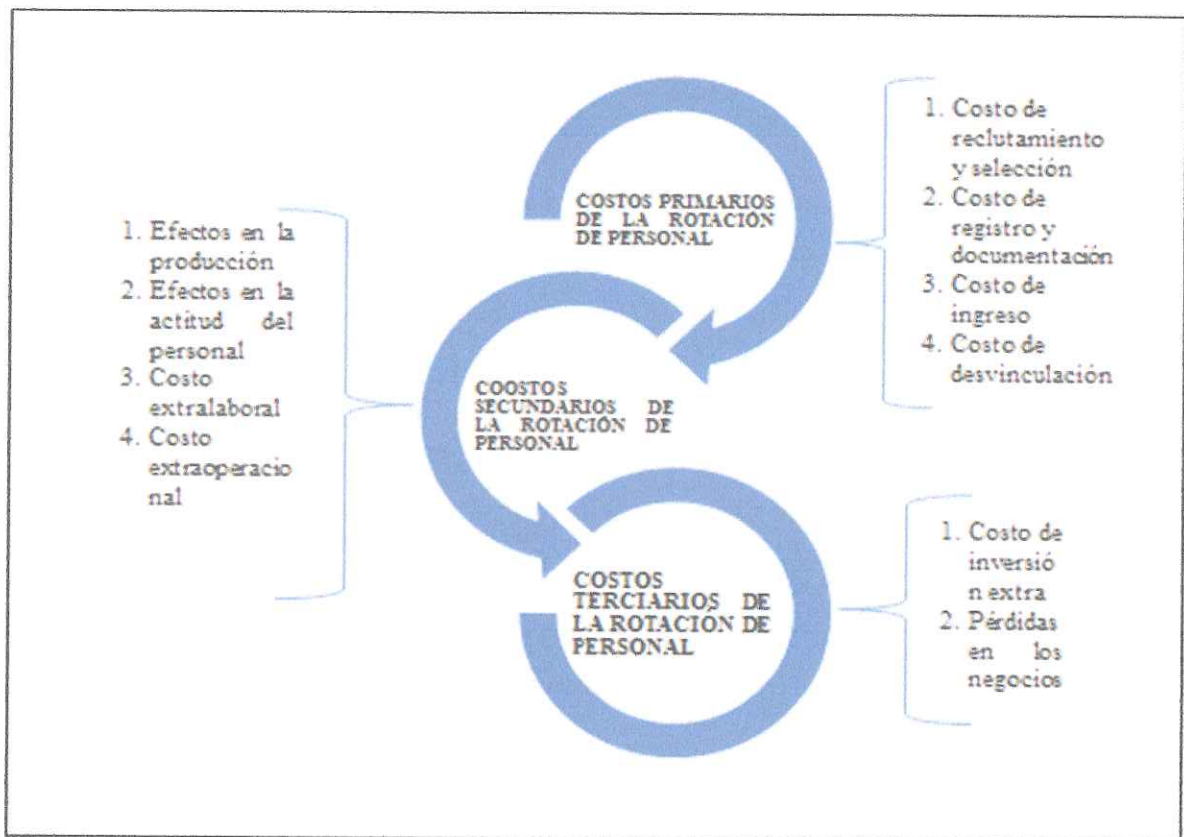 COSTOS PRIMARIOS
DE LA ROTACIÓN
DE PERSONAL
1. Costo de
reclutamiento
y selección
2. Costo de
registro y
documentación
3. Costo de
ingreso
4. Costo de
desvinculación
COOSTOS
SECUNDARIOS DE
LA ROTACIÓN DE
PERSONAL
1. Efectos en la
producción
2. Efectos en la
actitud del
personal
3. Costo
extralaboral
4. Costo
extraoperacio
nal
COSTOS
TERCIARIOS DE
LA ROTACIÓN DE
PERSONAL
1. Costo de
inversió
n extra
2. Pérdidas
en los
negocios